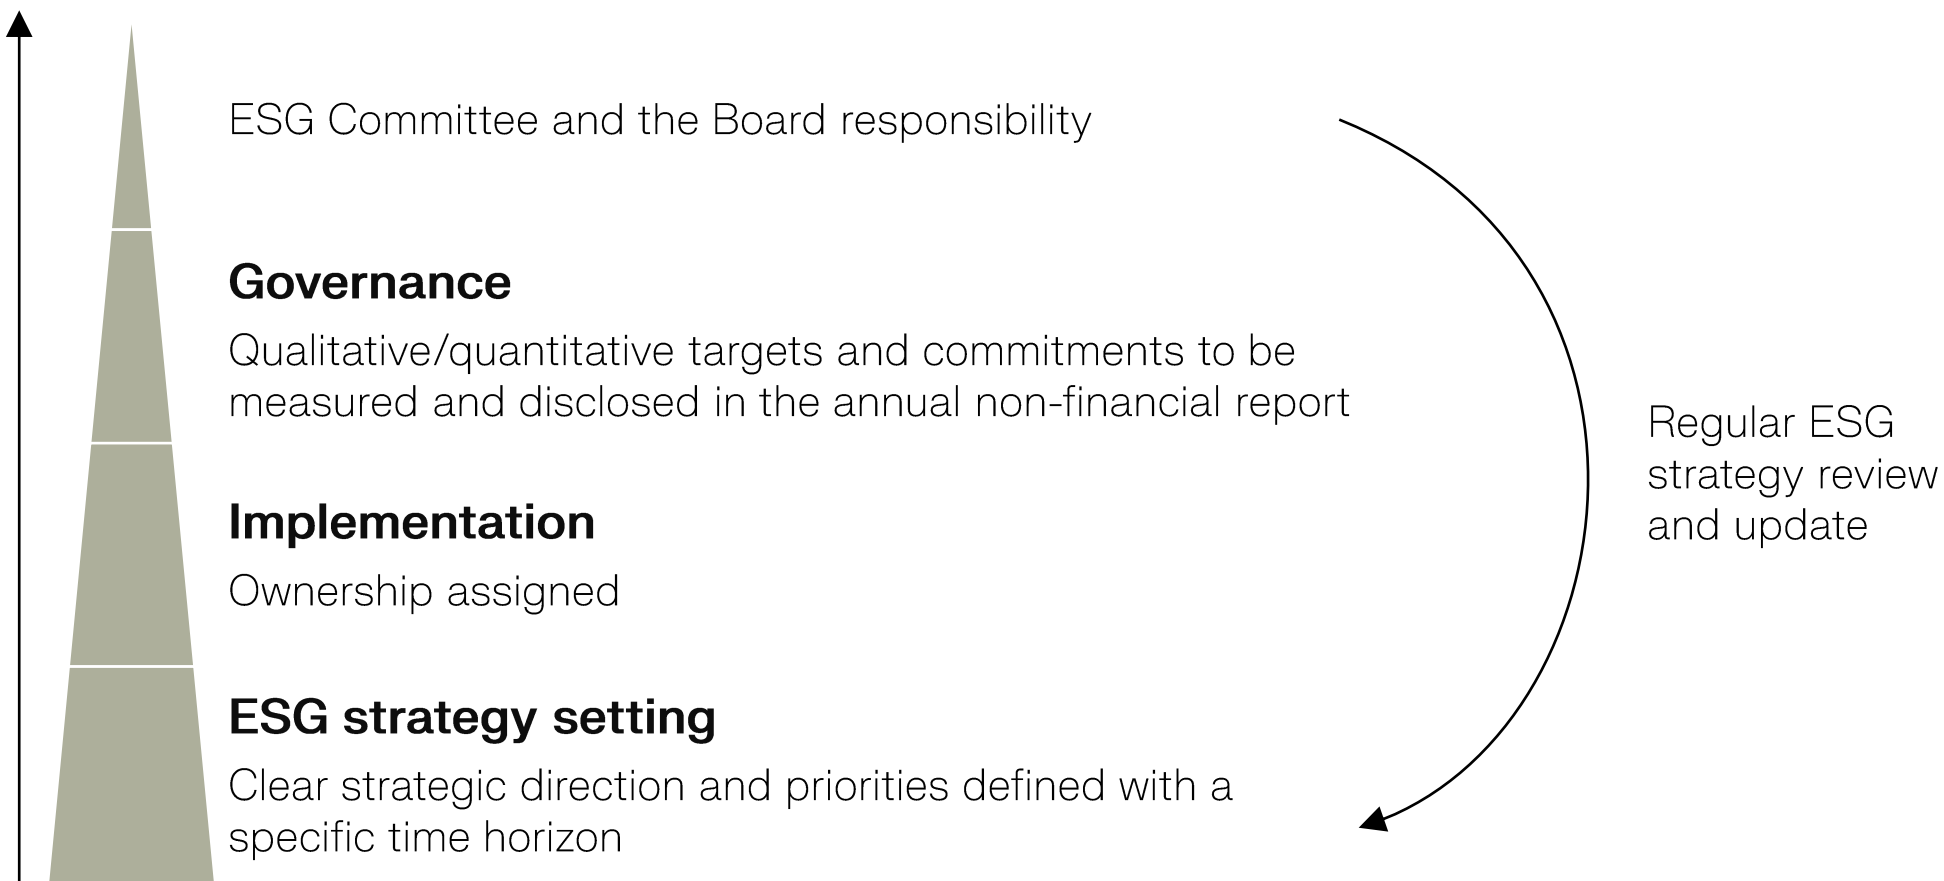 ESG Committee and the Board responsibility
Governance
Qualitative/quantitative targets and commitments to be
measured and disclosed in the annual non-financial report
Implementation
Ownership assigned
ESG strategy setting
Clear strategic direction and priorities defined with a
specific time horizon
Regular ESG
strategy review
and update